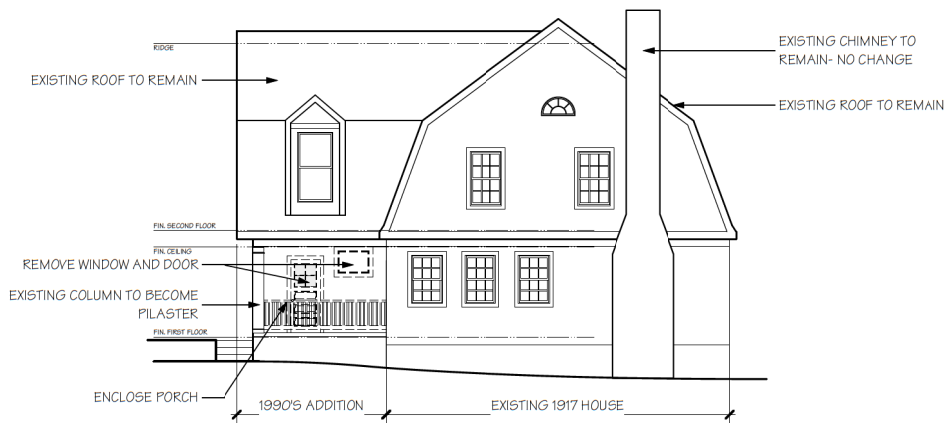 RIDGE
EXISTING ROOF TO REMAIN
EXISTING CHIMNEY TO
REMAIN- NO CHANGE
EXISTING ROOF TO REMAIN
FIN. SECOND FLOOR
FIN. CEILING
REMOVE WINDOW AND DOOR
EXISTING COLUMN TO BECOME
PILASTER
FIN. FIRST FLOOR
ENCLOSE PORCH
1990'S ADDITION
EXISTING 1917 HOUSE